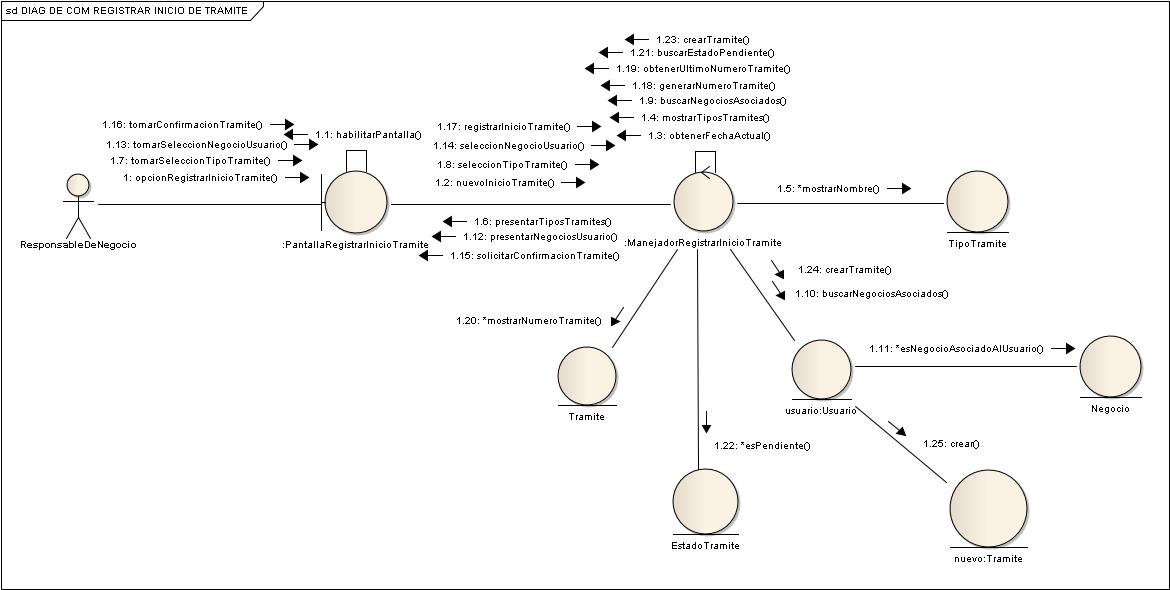 sd DIAG DE COM REGISTRAR INICIO DE TRAMITE
1.23: crearTramite()
1.21: buscarEstadoPendiente()
1.19: obtenerUltimoNumeroTramite()
1.18: generarNumeroTramite()
1.9: buscarNegociosAsociados()
1.4: mostrarTiposTramites()
1.3: obtenerFechaActual()
1.16: tomarConfirmacionTramite()
1.1: habilitarPantalla()
1.13: tomarSeleccionNegocioUsuario()
1.7: tomarSeleccionTipoTramite()
1: opcionRegistrarInicioTramite()
1.17: registrarInicioTramite()
1.14: seleccionNegocioUsuario()
1.8: seleccionTipoTramite()
1.2: nuevoInicioTramite()
1.5: *mostrarNombre()
1.6: presentarTiposTramites()
1.12: presentarNegociosUsuario()
1.15: solicitarConfirmacionTramite()
ResponsableDeNegocio
:PantallaRegistrarInicioTramite
:ManejadorRegistrarInicioTramite
TipoTramite
1.24: crearTramite()
1.10: buscarNegociosAsociados()
1.20: *mostrarNumeroTramite()
1.11: *esNegocioAsociadoAlUsuario()
Tramite
usuario:Usuario
Negocio
1.22: *esPendiente()
1.25: crear()
EstadoTramite
nuevo:Tramite